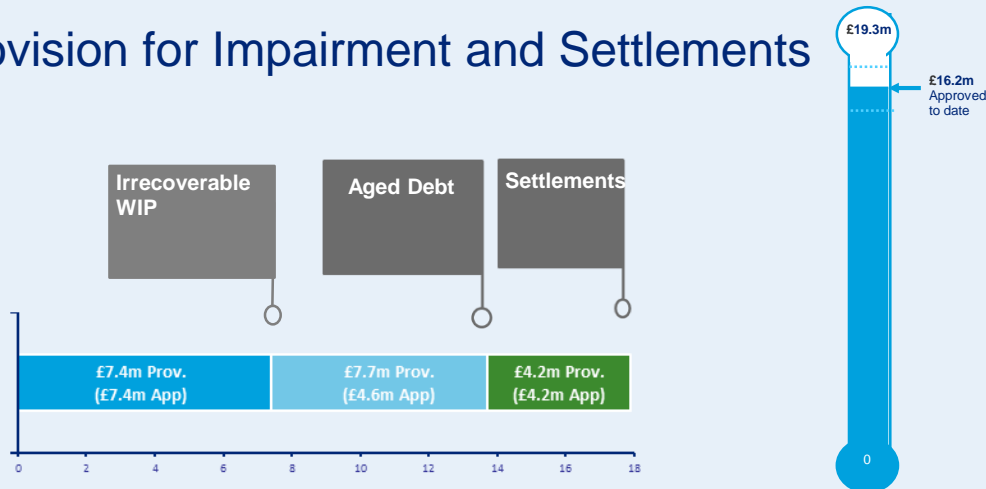 ovision for Impairment and Settlements
£19.3m
£16.2m
Approved
to date
Irrecoverable
WIP
Aged Debt
Settlements
£7.4m Prov.
(£7.4m App)
£7.7m Prov.
(£4.6m App)
£4.2m Prov.
(£4.2m App)
0
0 2 4 6 8 10 12 14 16 18